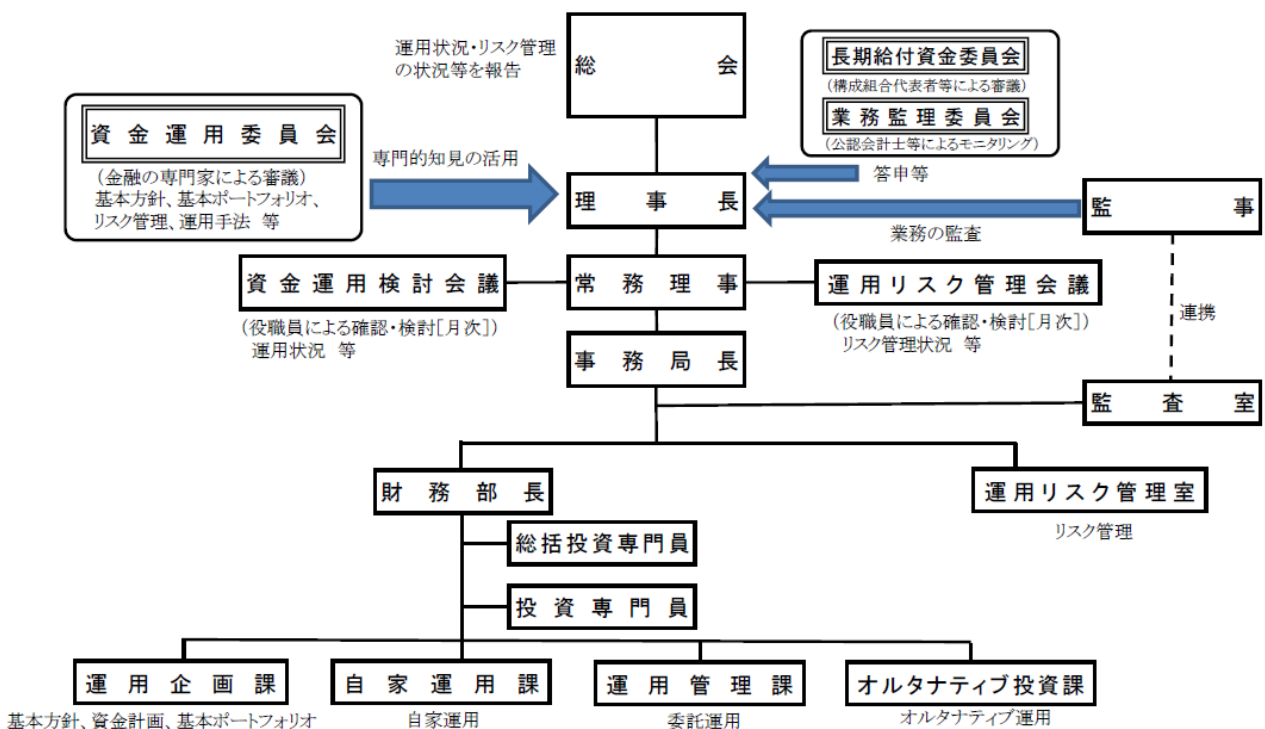 運用状況・リスク管理
の状況等を報告
総会
長期給付資金委員会
(構成組合代表者等による審議)
業務監理委員会
(公認会計士等によるモニタリング)
資金運用委員会
(金融の専門家による審議)
基本方針、基本ポートフォリオ、
リスク管理、運用手法 等
専門的知見の活用
答申等
理事長
監事
業務の監査
資金運用検討会議
常務理事
運用リスク管理会議
(役職員による確認・検討[月次])
運用状況 等
(役職員による確認・検討[月次])
リスク管理状況 等
連携
事務局長
監査室
財務部長
運用リスク管理室
リスク管理
総括投資専門員
投資専門員
運用企画課
自家運用課
運用管理課
オルタナティブ投資課
基本方針、資金計画、基本ポートフォリオ
自家運用
委託運用
オルタナティブ運用